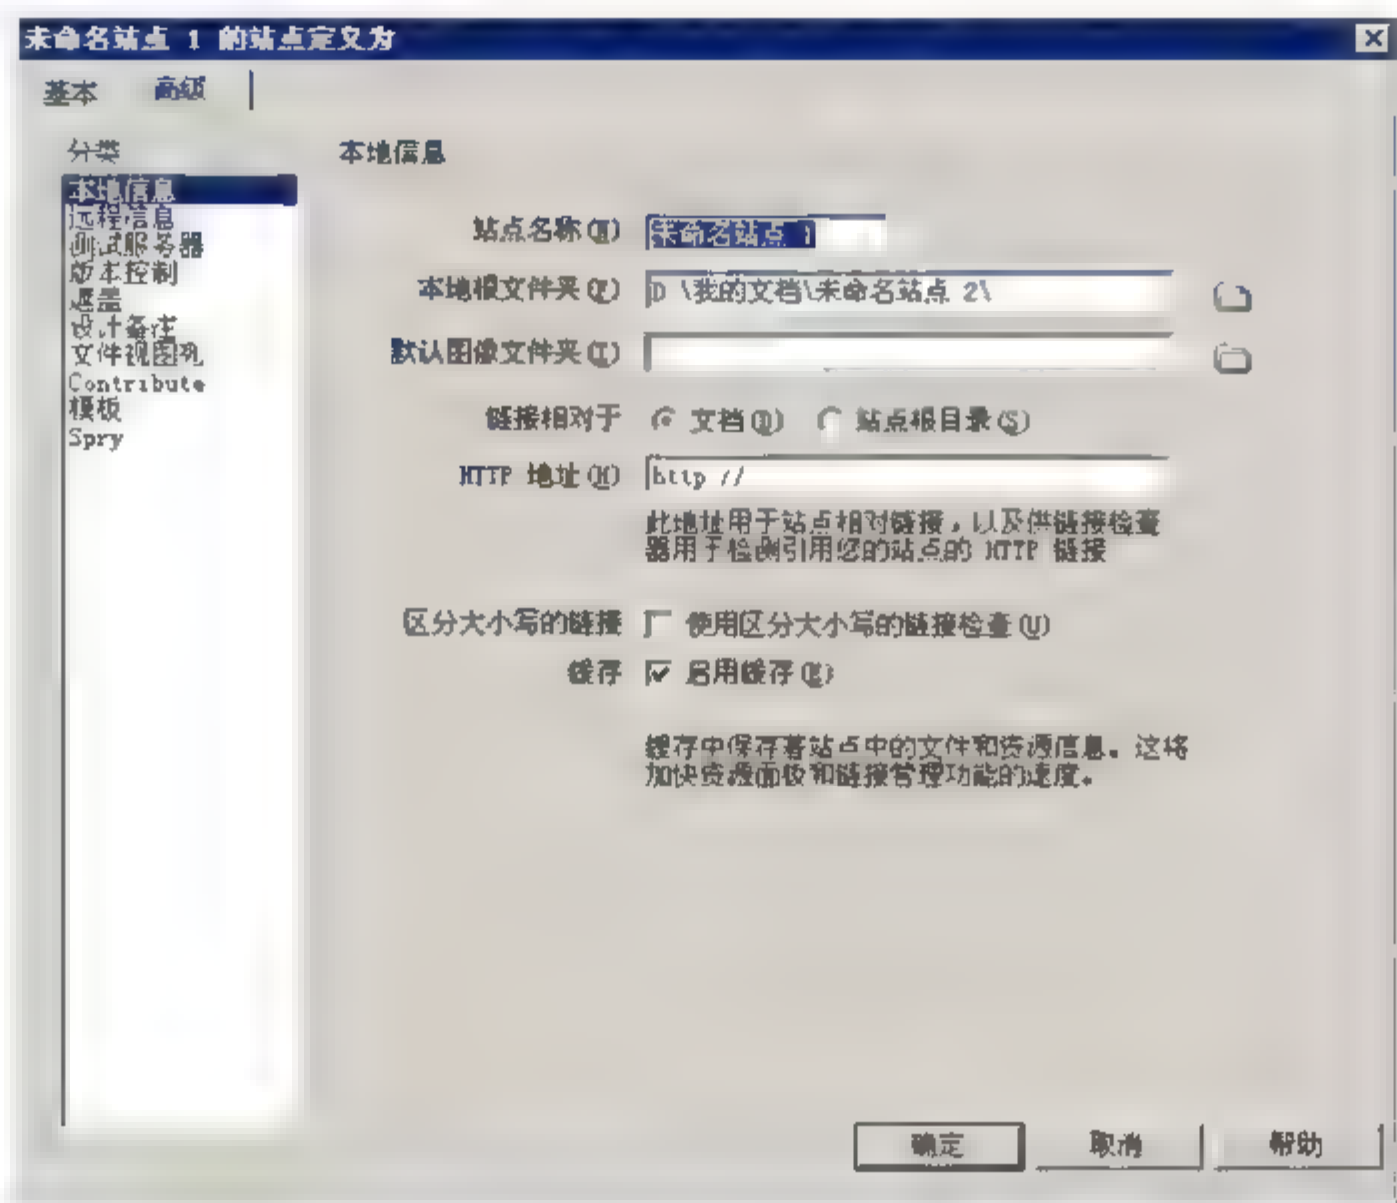 未命名站点 1 的站点定义为
基本 高级
分类
本地信息
远程信息
测试服务器
版本控制
遮盖
设计备注
文件视图列
Contribute
模板
Spry
本地信息
站点名称(N) 未命名站点 1
本地根文件夹(F) D \我的文档\未命名站点 2\
默认图像文件夹(I)
链接相对于 文档(D) 站点根目录(S)
HTTP 地址(H) http //
此地址用于站点相对链接，以及供链接检查
器用于检测引用您的站点的 HTTP 链接
区分大小写的链接 使用区分大小写的链接检查(U)
缓存 启用缓存(E)
缓存中保存着站点中的文件和资源信息。这将
加快资源面板和链接管理功能的速度。
确定 取消 帮助